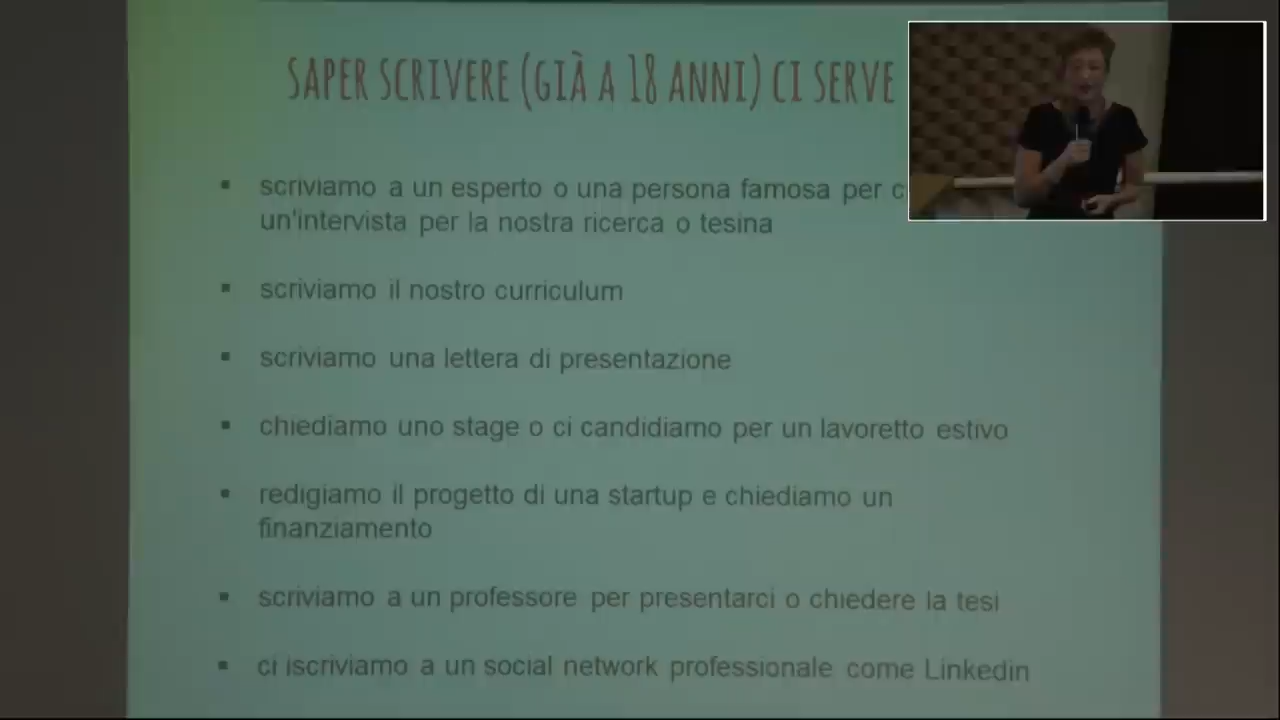 SAPER SCRIVERE (GIÀ A 18 ANNI) CI SERVE
▪ scriviamo a un esperto o una persona famosa per
un'intervista per la nostra ricerca o tesina
▪ scriviamo il nostro curriculum
▪ scriviamo una lettera di presentazione
▪ chiediamo uno stage o ci candidiamo per un lavoretto estivo
▪ redigiamo il progetto di una startup e chiediamo un
finanziamento
▪ scriviamo a un professore per presentarci o chiedere la tesi
▪ ci iscriviamo a un social network professionale come Linkedin